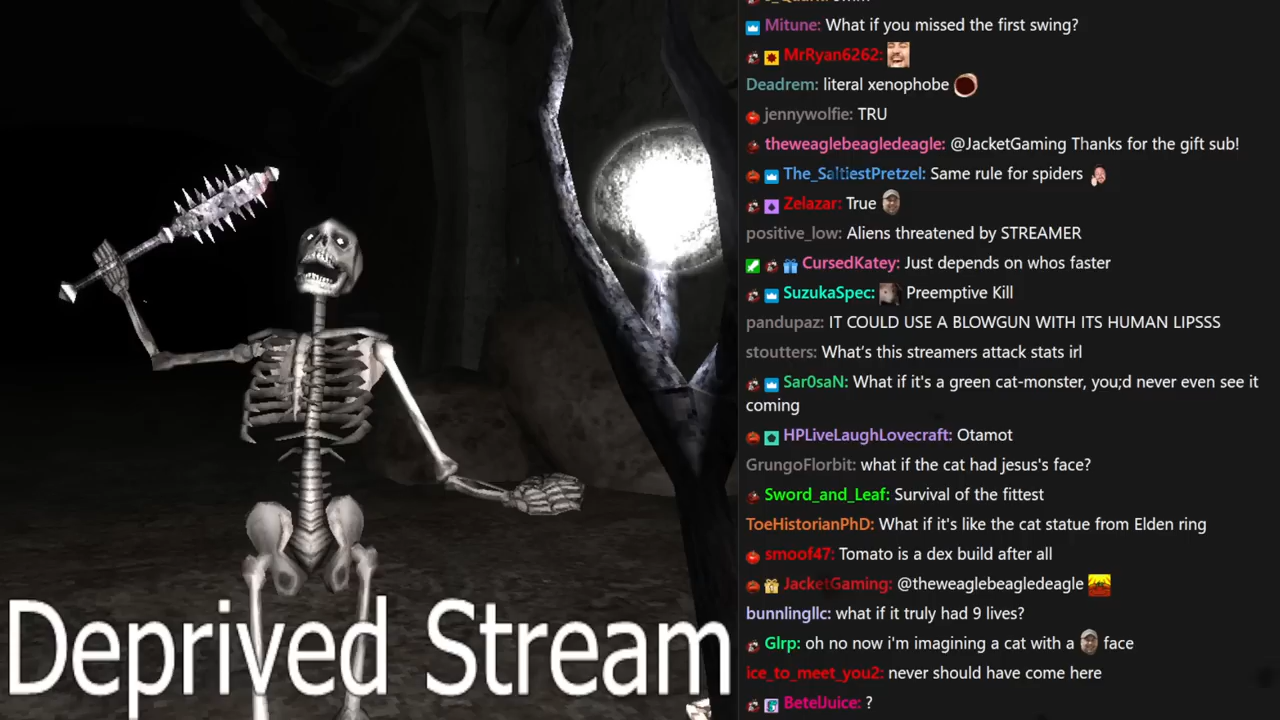 Mitune: What if you missed the first swing?
MrRyan6262:
Deadrem: literal xenophobe
jennywolfie: TRU
theweaglebeagledeagle: @JacketGaming Thanks for the gift sub!
The_SaltiestPretzel: Same rule for spiders
Zelazar: True
positive_low: Aliens threatened by STREAMER
CursedKatey: Just depends on whos faster
SuzukaSpec: Preemptive Kill
pandupaz: IT COULD USE A BLOWGUN WITH ITS HUMAN LIPSSS
stoutters: What's this streamers attack stats irl
Sar0saN: What if it's a green cat-monster, you;d never even see it
coming
HPLiveLaughLovecraft: Otamot
GrungoFlorbit: what if the cat had jesus's face?
Sword_and_Leaf: Survival of the fittest
ToeHistorianPhD: What if it's like the cat statue from Elden ring
smoof47: Tomato is a dex build after all
JacketGaming: @theweaglebeagledeagle
bunnlingllc: what if it truly had 9 lives?
Glrp: oh no now i'm imagining a cat with a face
ice_to_meet_you2: never should have come here
BetelJuice: ?
Deprived Stream